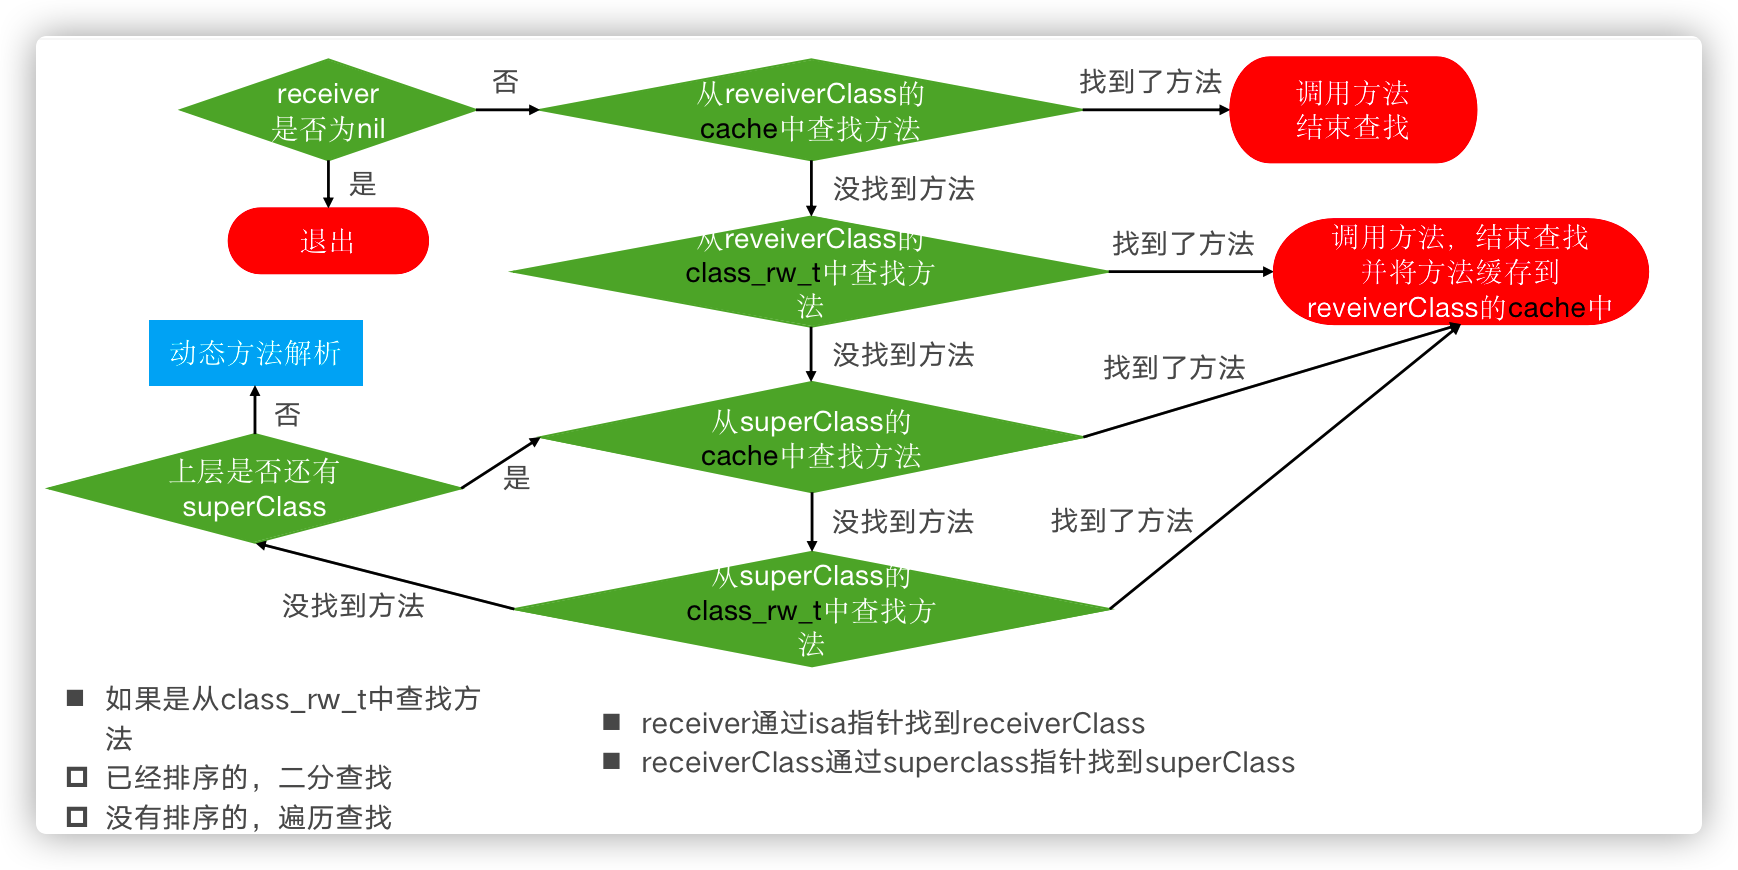 receiver
是否为nil
否
从reveiverClass的
cache中查找方法
找到了方法
调用方法
结束查找
是
退出
没找到方法
从reveiverClass的
class_rw_t中查找方
法
找到了方法
调用方法，结束查找
并将方法缓存到
reveiverClass的cache中
没找到方法
动态方法解析
否
上层是否还有
superClass
是
从superClass的
cache中查找方法
找到了方法
没找到方法
从superClass的
class_rw_t中查找方
法
找到了方法
没找到方法
如果是从class_rw_t中查找方
法
已经排序的，二分查找
没有排序的，遍历查找
receiver通过isa指针找到receiverClass
receiverClass通过superclass指针找到superClass